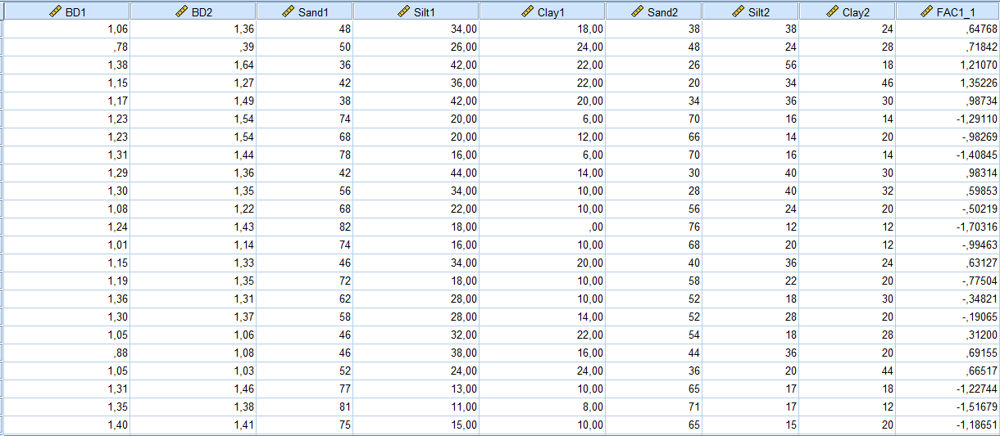 BD1 BD2 Sand1 Silt1 Clay1 Sand2 Silt2 Clay2 FAC1_1
1,06 1,36 48 34,00 18,00 38 38 24 ,64768
,78 ,39 50 26,00 24,00 48 24 28 ,71842
1,38 1,64 36 42,00 22,00 26 56 18 1,21070
1,15 1,27 42 36,00 22,00 20 34 46 1,35226
1,17 1,49 38 42,00 20,00 34 36 30 ,98734
1,23 1,54 74 20,00 6,00 70 16 14 -1,29110
1,23 1,54 68 20,00 12,00 66 14 20 -,98269
1,31 1,44 78 16,00 6,00 70 16 14 -1,40845
1,29 1,36 42 44,00 14,00 30 40 30 ,98314
1,30 1,35 56 34,00 10,00 28 40 32 ,59853
1,08 1,22 68 22,00 10,00 56 24 20 -,50219
1,24 1,43 82 18,00 ,00 76 12 12 -1,70316
1,01 1,14 74 16,00 10,00 68 20 12 -,99463
1,15 1,33 46 34,00 20,00 40 36 24 ,63127
1,19 1,35 72 18,00 10,00 58 22 20 -,77504
1,36 1,31 62 28,00 10,00 52 18 30 -,34821
1,30 1,37 58 28,00 14,00 52 28 20 -,19065
1,05 1,06 46 32,00 22,00 54 18 28 ,31200
,88 1,08 46 38,00 16,00 44 36 20 ,69155
1,05 1,03 52 24,00 24,00 36 20 44 ,66517
1,31 1,46 77 13,00 10,00 65 17 18 -1,22744
1,35 1,38 81 11,00 8,00 71 17 12 -1,51679
1,40 1,41 75 15,00 10,00 65 15 20 -1,18651